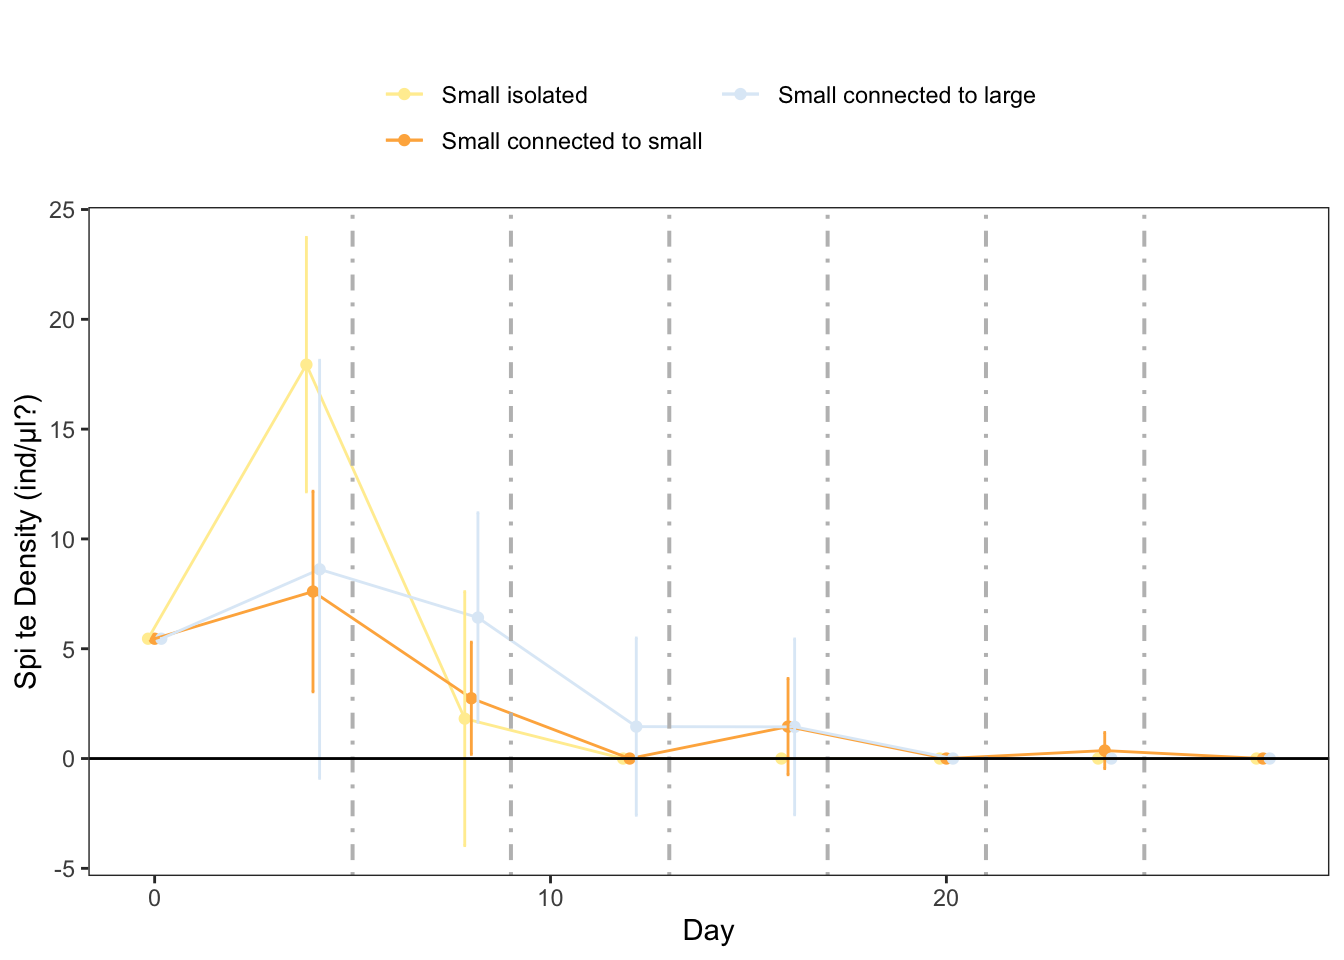 Small isolated
Small connected to large
Small connected to small
25
20
15
10
5
0
-5
Spi te Density (ind/µl?)
0
10
20
Day